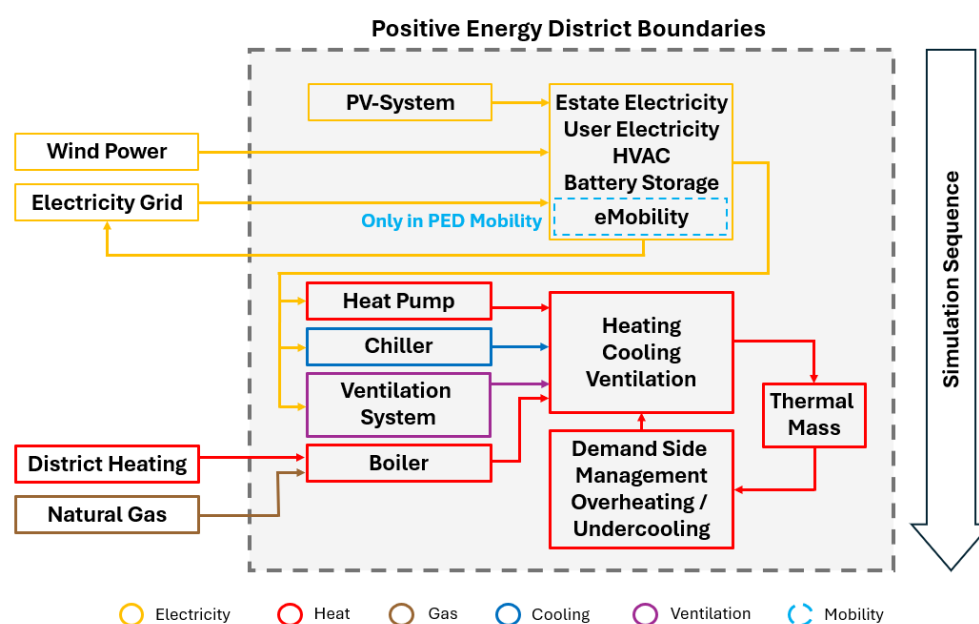 Positive Energy District Boundaries
PV-System
Estate Electricity
User Electricity
HVAC
Battery Storage
eMobility
Wind Power
Electricity Grid
Only in PED Mobility
Heat Pump
Chiller
Ventilation
System
Boiler
Heating
Cooling
Ventilation
Thermal
Mass
Demand Side
Management
Overheating /
Undercooling
District Heating
Natural Gas
Simulation Sequence
Electricity
Heat
Gas
Cooling
Ventilation
Mobility